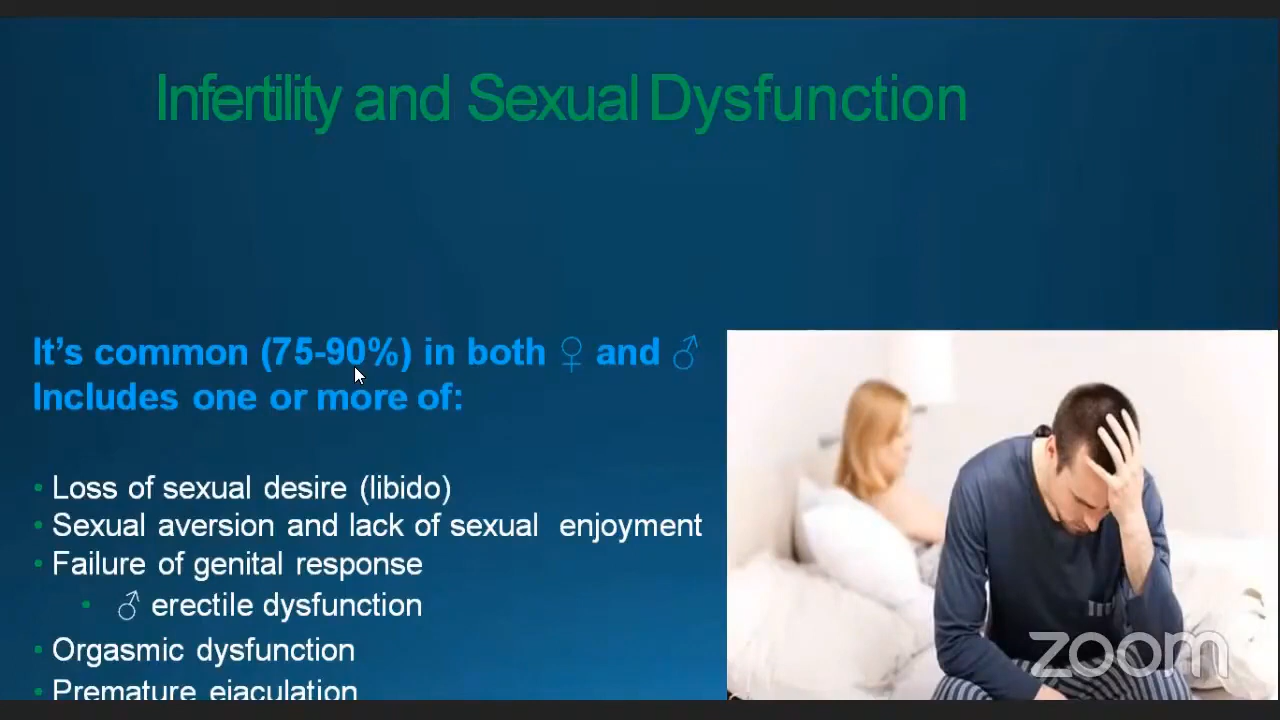 Infertility and Sexual Dysfunction
It's common (75-90%) in both ♀ and ♂
Includes one or more of:
• Loss of sexual desire (libido)
• Sexual aversion and lack of sexual enjoyment
• Failure of genital response
• ♂ erectile dysfunction
• Orgasmic dysfunction
• Premature ejaculation
zoom